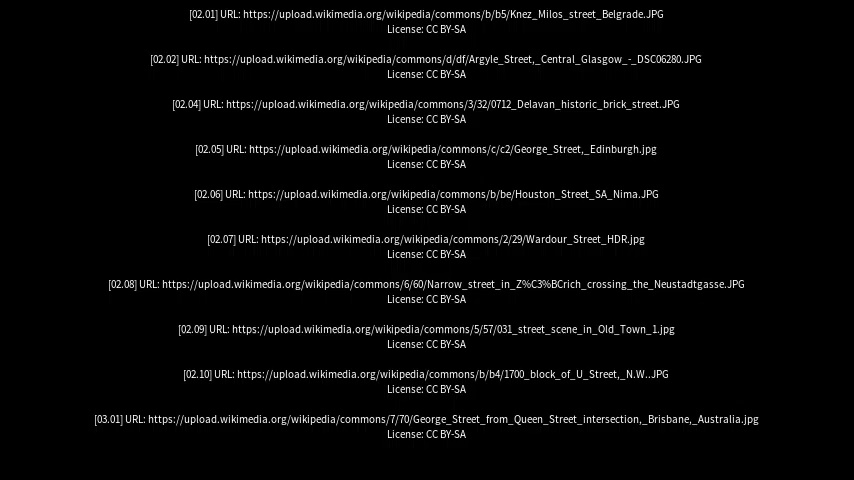 [02.01] URL: https://upload.wikimedia.org/wikipedia/commons/b/b5/Knez_Milos_street_Belgrade.JPG
License: CC BY-SA
[02.02] URL: https://upload.wikimedia.org/wikipedia/commons/d/df/Argyle_Street,_Central_Glasgow_-_DSC06280.JPG
License: CC BY-SA
[02.04] URL: https://upload.wikimedia.org/wikipedia/commons/3/32/0712_Delavan_historic_brick_street.JPG
License: CC BY-SA
[02.05] URL: https://upload.wikimedia.org/wikipedia/commons/c/c2/George_Street,_Edinburgh.jpg
License: CC BY-SA
[02.06] URL: https://upload.wikimedia.org/wikipedia/commons/b/be/Houston_Street_SA_Nima.JPG
License: CC BY-SA
[02.07] URL: https://upload.wikimedia.org/wikipedia/commons/2/29/Wardour_Street_HDR.jpg
License: CC BY-SA
[02.08] URL: https://upload.wikimedia.org/wikipedia/commons/6/60/Narrow_street_in_Z%C3%BCrich_crossing_the_Neustadtgasse.JPG
License: CC BY-SA
[02.09] URL: https://upload.wikimedia.org/wikipedia/commons/5/57/031_street_scene_in_Old_Town_1.jpg
License: CC BY-SA
[02.10] URL: https://upload.wikimedia.org/wikipedia/commons/b/b4/1700_block_of_U_Street,_N.W..JPG
License: CC BY-SA
[03.01] URL: https://upload.wikimedia.org/wikipedia/commons/7/70/George_Street_from_Queen_Street_intersection,_Brisbane,_Australia.jpg
License: CC BY-SA